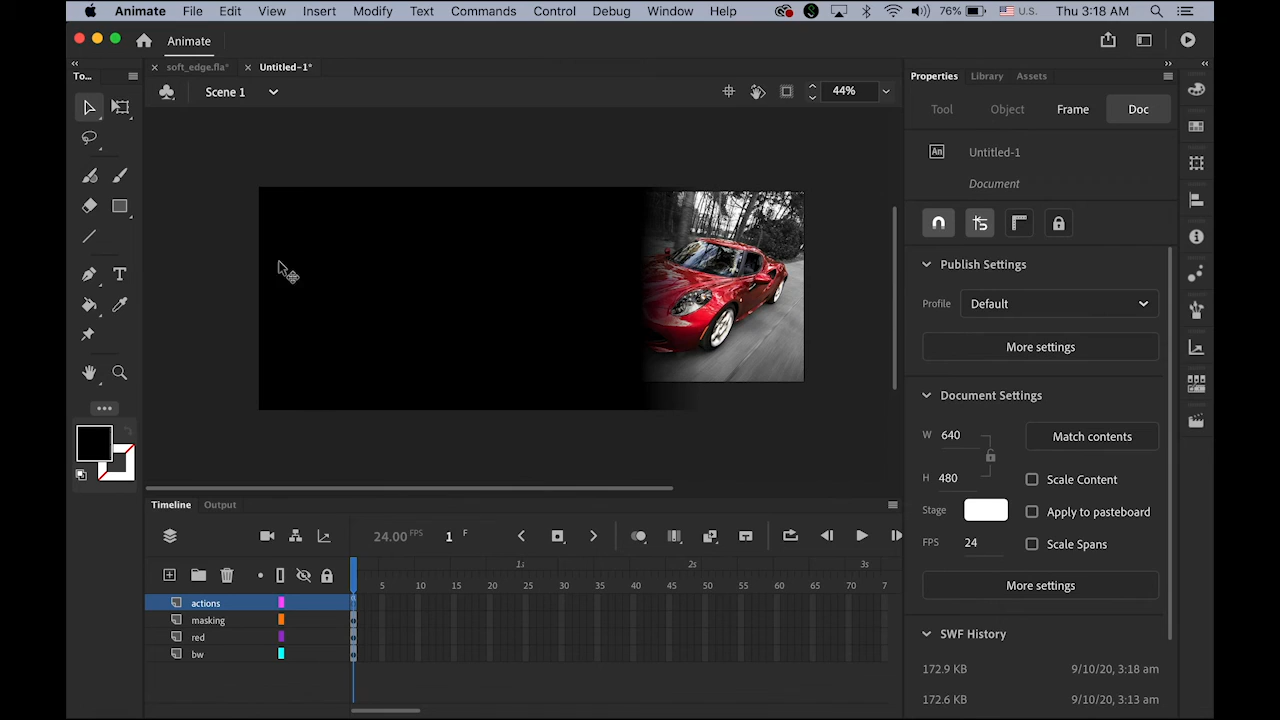 Animate File Edit View Insert Modify Text Commands Control Debug Window Help 76% U.S. Thu 3:18 AM
Animate
To...
soft_edge.fla* Untitled-1*
Scene 1 44%
Properties Library Assets
Tool Object Frame Doc
An Untitled-1
Document
Publish Settings
Profile Default
More settings
Document Settings
W 640 Match contents
H 480 Scale Content
Stage Apply to pasteboard
FPS 24 Scale Spans
More settings
SWF History
172.9 KB 9/10/20, 3:18 am
172.6 KB 9/10/20, 3:13 am
Timeline Output
24.00 FPS 1 F
1s 2s 3s
5 10 15 20 25 30 35 40 45 50 55 60 65 70 7
actions
masking
red
bw